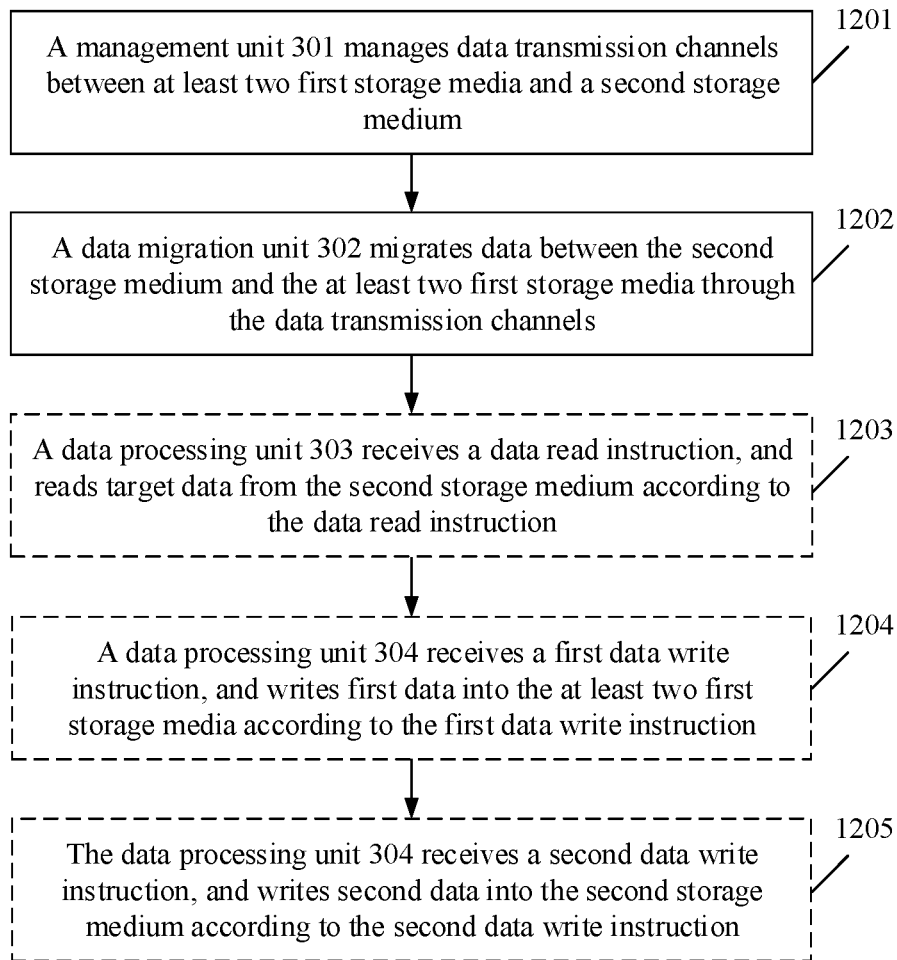 1201
A management unit 301 manages data transmission channels
between at least two first storage media and a second storage
medium
1202
A data migration unit 302 migrates data between the second
storage medium and the at least two first storage media through
the data transmission channels
1203
A data processing unit 303 receives a data read instruction, and
reads target data from the second storage medium according to
the data read instruction
1204
A data processing unit 304 receives a first data write
instruction, and writes first data into the at least two first
storage media according to the first data write instruction
1205
The data processing unit 304 receives a second data write
instruction, and writes second data into the second storage
medium according to the second data write instruction